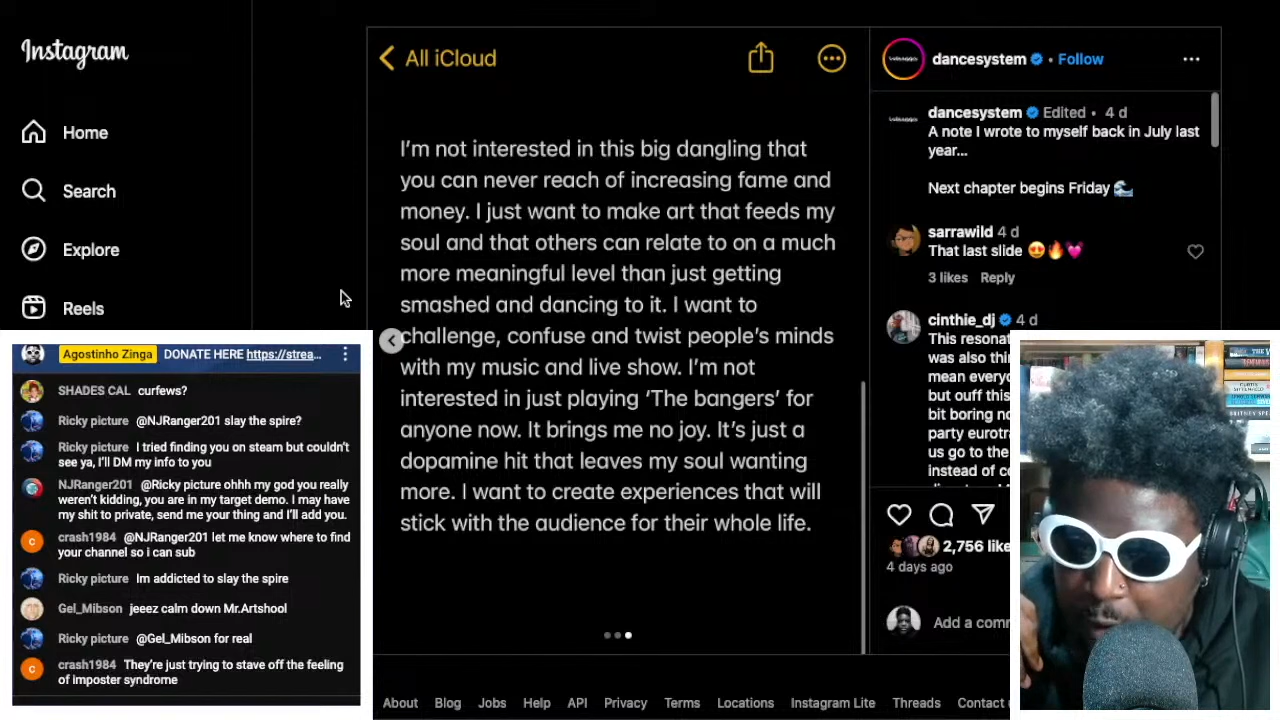 Instagram
Home
Search
Explore
Reels
All iCloud
I'm not interested in this big dangling that
you can never reach of increasing fame and
money. I just want to make art that feeds my
soul and that others can relate to on a much
more meaningful level than just getting
smashed and dancing to it. I want to
challenge, confuse and twist people's minds
with my music and live show. I'm not
interested in just playing ‘The bangers’ for
anyone now. It brings me no joy. It's just a
dopamine hit that leaves my soul wanting
more. I want to create experiences that will
stick with the audience for their whole life.
dancesystem • Follow
dancesystem Edited • 4 d
A note I wrote to myself back in July last
year...
Next chapter begins Friday 🌊
sarrawild 4 d
That last slide 😍🔥💓
3 likes Reply
cinthie_dj 4 d
This resonat
was also thi
mean everyo
but ouff this
bit boring no
party eurotra
us go to the
instead of co
2,756 like
4 days ago
Add a comm
Agostinho Zinga DONATE HERE https://strea...
SHADES CAL curfews?
Ricky picture @NJRanger201 slay the spire?
Ricky picture I tried finding you on steam but couldn't
see ya, I'll DM my info to you
NJRANGER201 @Ricky picture ohhh my god you really
weren't kidding, you are in my target demo. I may have
my shit to private, send me your thing and I'll add you.
crash1984 @NJRanger201 let me know where to find
your channel so i can sub
Ricky picture Im addicted to slay the spire
Gel_Mibson jeeez calm down Mr.Artshool
Ricky picture @Gel_Mibson for real
crash1984 They're just trying to stave off the feeling
of imposter syndrome
About Blog Jobs Help API Privacy Terms Locations Instagram Lite Threads Contact